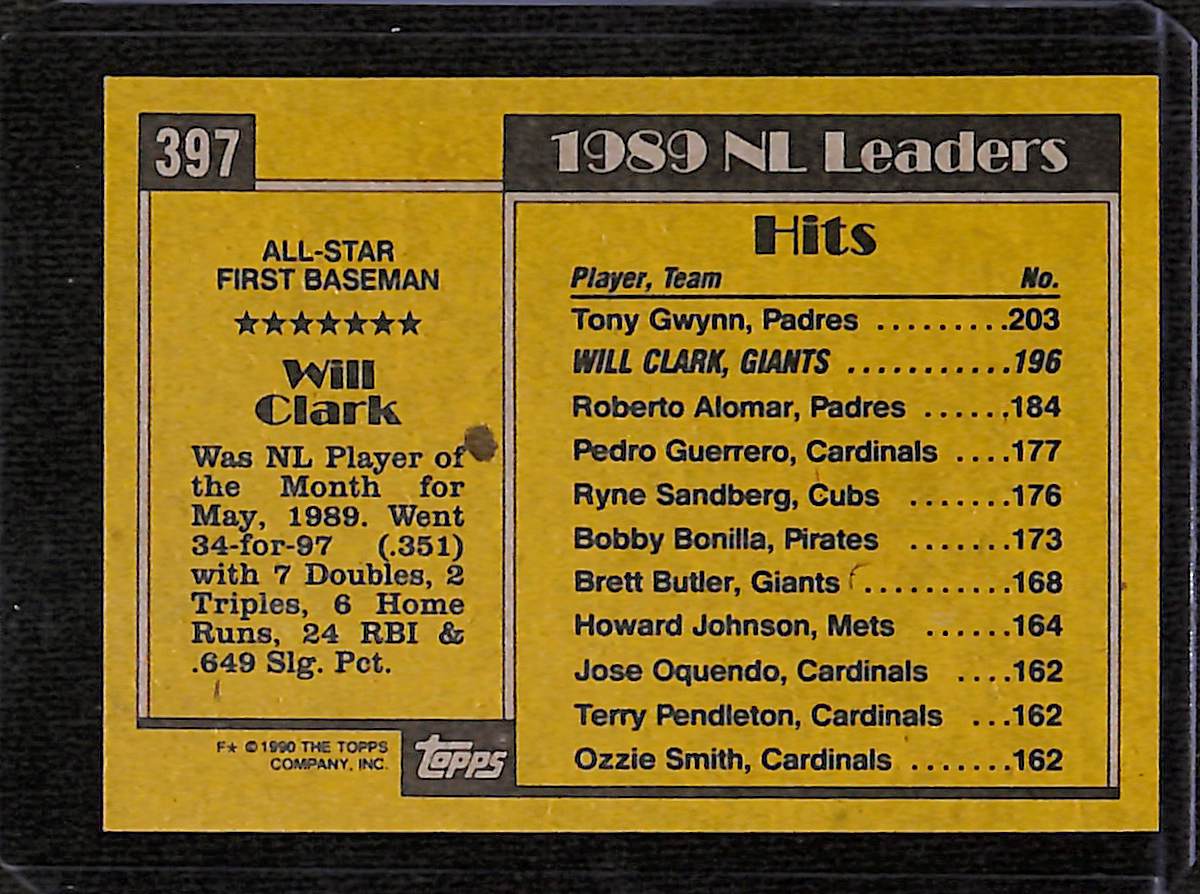 397
ALL-STAR
FIRST BASEMAN
★★★★★★★
Will
Clark
Was NL Player of
the Month for
May, 1989. Went
34-for-97 (.351)
with 7 Doubles, 2
Triples, 6 Home
Runs, 24 RBI &
.649 Slg. Pct.
F★ © 1990 THE TOPPS
COMPANY, INC.
topps
1989 NL Leaders
Hits
Player, Team No.
Tony Gwynn, Padres .........203
WILL CLARK, GIANTS ...........196
Roberto Alomar, Padres ......184
Pedro Guerrero, Cardinals ....177
Ryne Sandberg, Cubs .......176
Bobby Bonilla, Pirates .......173
Brett Butler, Giants ..........168
Howard Johnson, Mets ......164
Jose Oquendo, Cardinals ....162
Terry Pendleton, Cardinals ...162
Ozzie Smith, Cardinals .......162